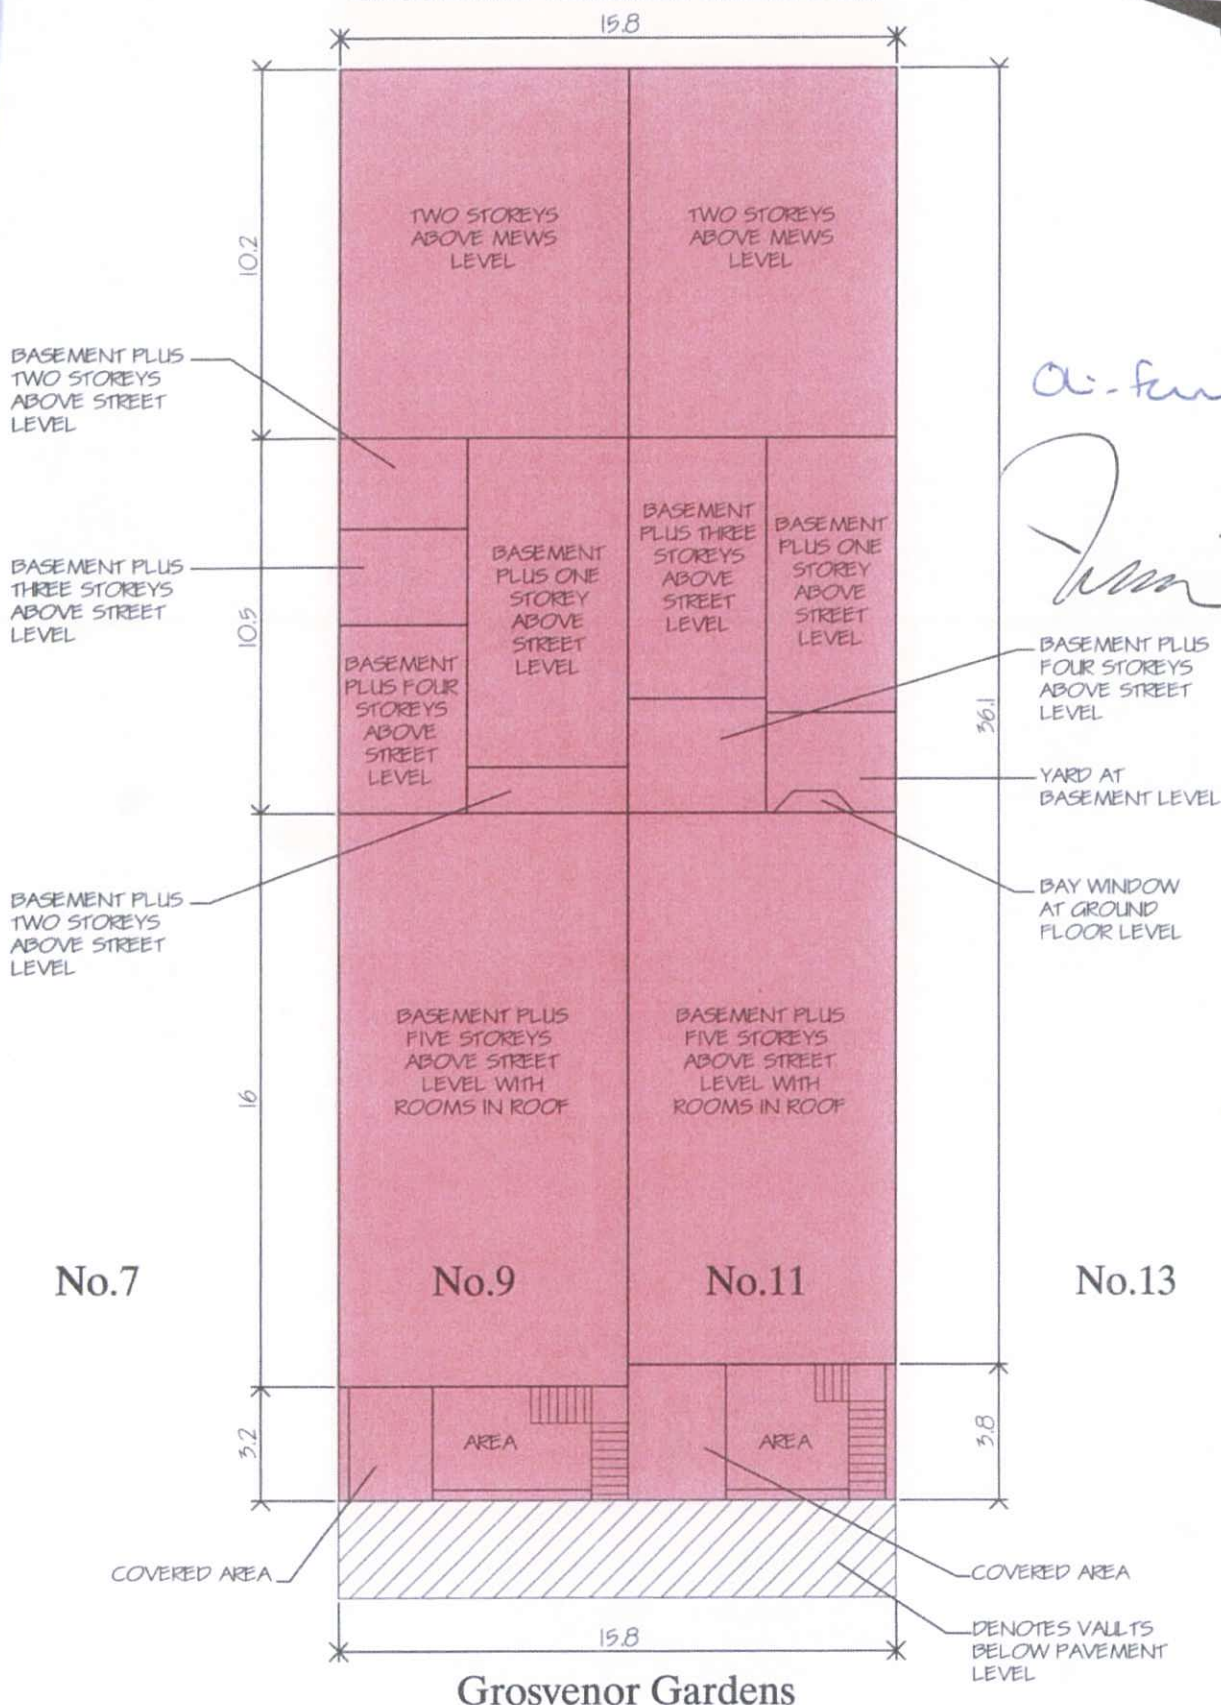 15.8
TWO STOREYS
ABOVE MEWS
LEVEL
TWO STOREYS
ABOVE MEWS
LEVEL
10.2
BASEMENT PLUS
TWO STOREYS
ABOVE STREET
LEVEL
BASEMENT PLUS
THREE STOREYS
ABOVE STREET
LEVEL
10.5
BASEMENT
PLUS FOUR
STOREYS
ABOVE
STREET
LEVEL
BASEMENT
PLUS ONE
STOREY
ABOVE
STREET
LEVEL
BASEMENT
PLUS THREE
STOREYS
ABOVE
STREET
LEVEL
BASEMENT
PLUS ONE
STOREY
ABOVE
STREET
LEVEL
BASEMENT PLUS
FOUR STOREYS
ABOVE STREET
LEVEL
36.1
YARD AT
BASEMENT LEVEL
BAY WINDOW
AT GROUND
FLOOR LEVEL
BASEMENT PLUS
TWO STOREYS
ABOVE STREET
LEVEL
16
BASEMENT PLUS
FIVE STOREYS
ABOVE STREET
LEVEL WITH
ROOMS IN ROOF
BASEMENT PLUS
FIVE STOREYS
ABOVE STREET
LEVEL WITH
ROOMS IN ROOF
No.7
No.9
No.11
No.13
3.2
AREA
AREA
3.8
COVERED AREA
COVERED AREA
DENOTES VAULTS
BELOW PAVEMENT
LEVEL
15.8
Grosvenor Gardens